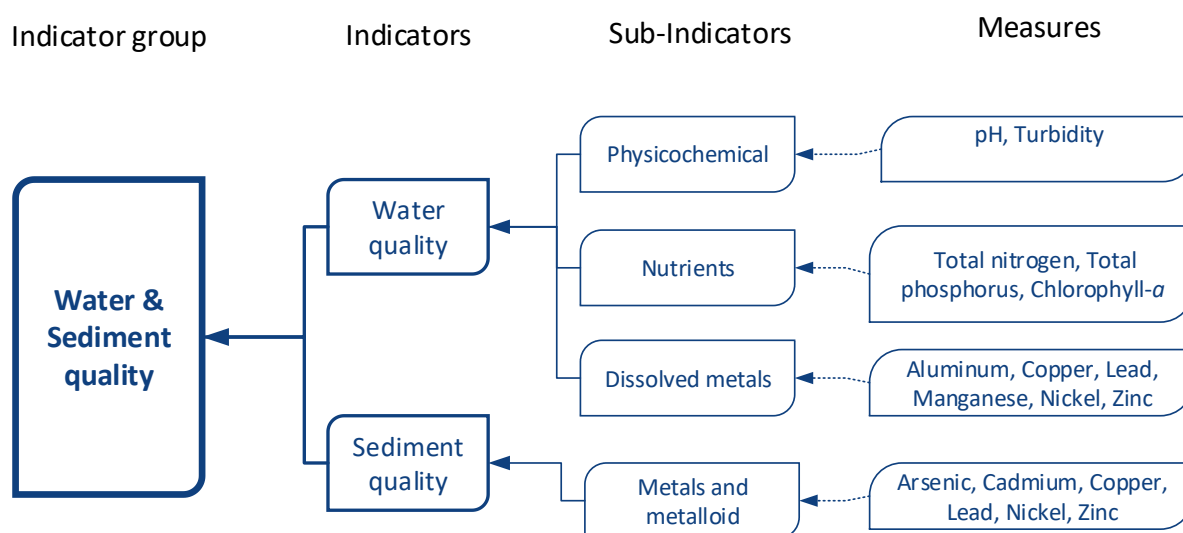 Indicator group
Indicators
Sub-Indicators
Measures
Water &
Sediment
quality
Water
quality
Sediment
quality
Physicochemical
Nutrients
Dissolved metals
Metals and
metalloid
pH, Turbidity
Total nitrogen, Total
phosphorus, Chlorophyll-a
Aluminum, Copper, Lead,
Manganese, Nickel, Zinc
Arsenic, Cadmium, Copper,
Lead, Nickel, Zinc